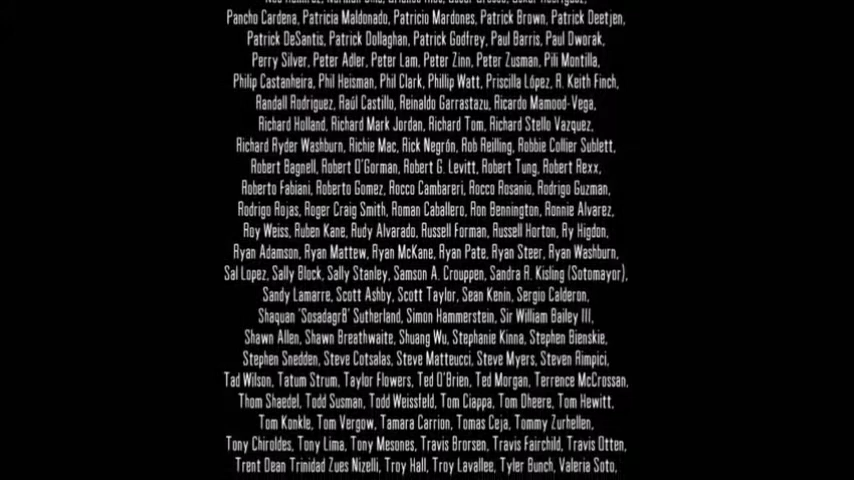 Pancho Cardena, Patricia Maldonado, Patricio Mardones, Patrick Brown, Patrick Deetjen,
Patrick DeSantis, Patrick Dollaghan, Patrick Godfrey, Paul Barris, Paul Dworak,
Perry Silver, Peter Adler, Peter Lam, Peter Zinn, Peter Zusman, Pili Montilla,
Philip Castanheira, Phil Heisman, Phil Clark, Phillip Watt, Priscilla López, R. Keith Finch,
Randall Rodriguez, Raúl Castillo, Reinaldo Garrastazu, Ricardo Mamood-Vega,
Richard Holland, Richard Mark Jordan, Richard Tom, Richard Stello Vazquez,
Richard Ryder Washburn, Richie Mac, Rick Negrón, Rob Reilling, Robbie Collier Sublett,
Robert Bagnell, Robert O'Gorman, Robert G. Levitt, Robert Tung, Robert Rexx,
Roberto Fabiani, Roberto Gomez, Rocco Cambareri, Rocco Rosanio, Rodrigo Guzman,
Rodrigo Rojas, Roger Craig Smith, Roman Caballero, Ron Bennington, Ronnie Alvarez,
Roy Weiss, Ruben Kane, Rudy Alvarado, Russell Forman, Russell Horton, Ry Higdon,
Ryan Adamson, Ryan Mattew, Ryan McKane, Ryan Pate, Ryan Steer, Ryan Washburn,
Sal Lopez, Sally Block, Sally Stanley, Samson A. Crouppen, Sandra R. Kisling (Sotomayor),
Sandy Lamarre, Scott Ashby, Scott Taylor, Sean Kenin, Sergio Calderon,
Shaquan 'SosadagrB' Sutherland, Simon Hammerstein, Sir William Bailey III,
Shawn Allen, Shawn Breathwaite, Shuang Wu, Stephanie Kinna, Stephen Bienskie,
Stephen Snedden, Steve Cotsalas, Steve Matteucci, Steve Myers, Steven Rimpici,
Tad Wilson, Tatum Strum, Taylor Flowers, Ted O'Brien, Ted Morgan, Terrence McCrossan,
Thom Shaedel, Todd Susman, Todd Weissfeld, Tom Ciappa, Tom Dheere, Tom Hewitt,
Tom Konkle, Tom Vergow, Tamara Carrion, Tomas Ceja, Tommy Zurhellen,
Tony Chiroldes, Tony Lima, Tony Mesones, Travis Brorsen, Travis Fairchild, Travis Otten,
Trent Dean Trinidad Zues Nizelli, Troy Hall, Troy Lavallee, Tyler Bunch, Valeria Soto,